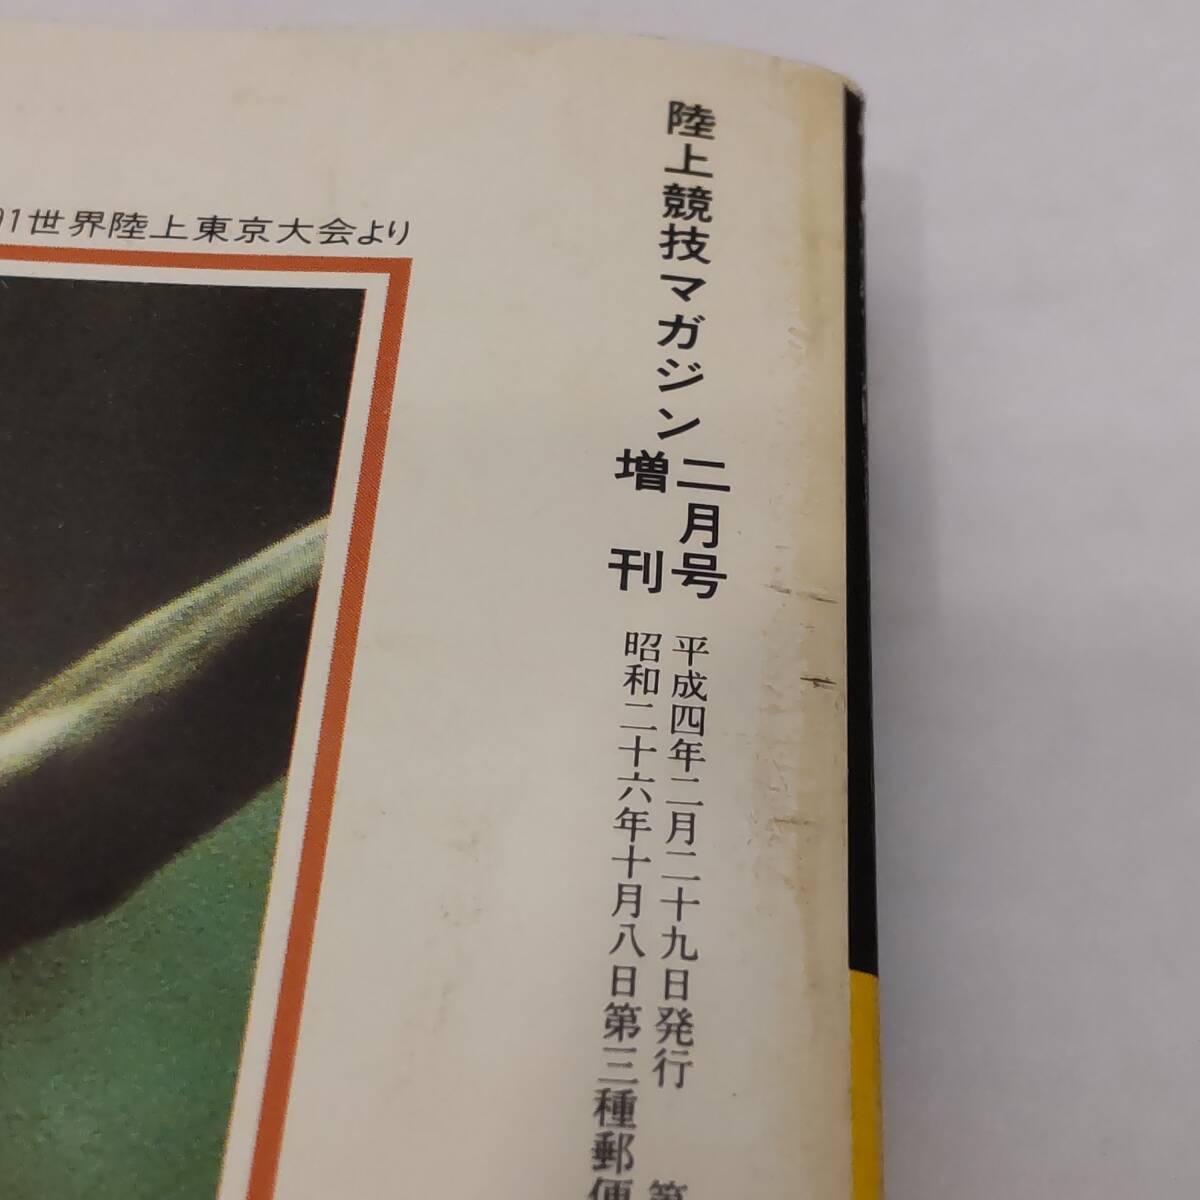 陸上競技マガジン
二月号
増刊
平成四年二月二十九日発行 第
昭和二十六年十月八日第三種郵便
91世界陸上東京大会より